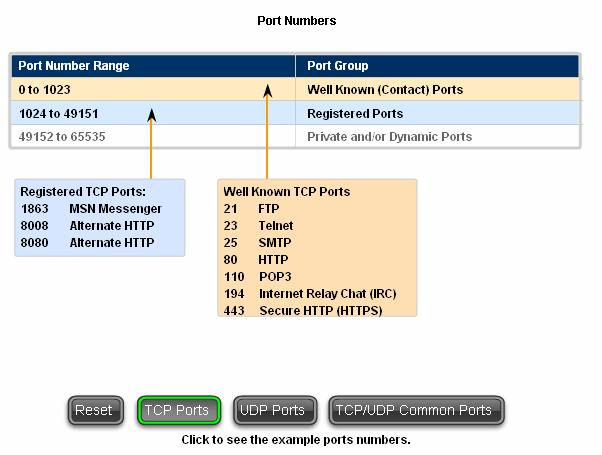 Port Numbers
Port Number Range Port Group
0 to 1023 Well Known (Contact) Ports
1024 to 49151 Registered Ports
49152 to 65535 Private and/or Dynamic Ports
Registered TCP Ports:
1863 MSN Messenger
8008 Alternate HTTP
8080 Alternate HTTP
Well Known TCP Ports
21 FTP
23 Telnet
25 SMTP
80 HTTP
110 POP3
194 Internet Relay Chat (IRC)
443 Secure HTTP (HTTPS)
Reset TCP Ports UDP Ports TCP/UDP Common Ports
Click to see the example ports numbers.